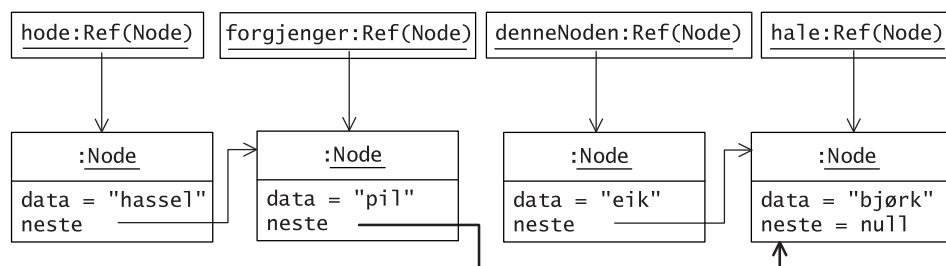 hode:Ref(Node) forgjenger:Ref(Node) denneNoden:Ref(Node) hale:Ref(Node)
:Node :Node :Node :Node
data = "hassel" data = "pil" data = "eik" data = "bjørk"
neste neste neste neste = null